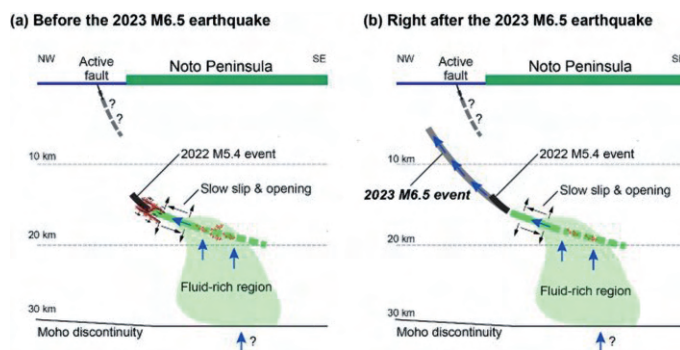 (a) Before the 2023 M6.5 earthquake
NW
Active
fault
Noto Peninsula
SE
?
?
10 km
2022 M5.4 event
Slow slip & opening
20 km
Fluid-rich region
30 km
Moho discontinuity
?
(b) Right after the 2023 M6.5 earthquake
NW
Active
fault
Noto Peninsula
SE
?
?
10 km
2022 M5.4 event
2023 M6.5 event
Slow slip & opening
20 km
Fluid-rich region
30 km
Moho discontinuity
?